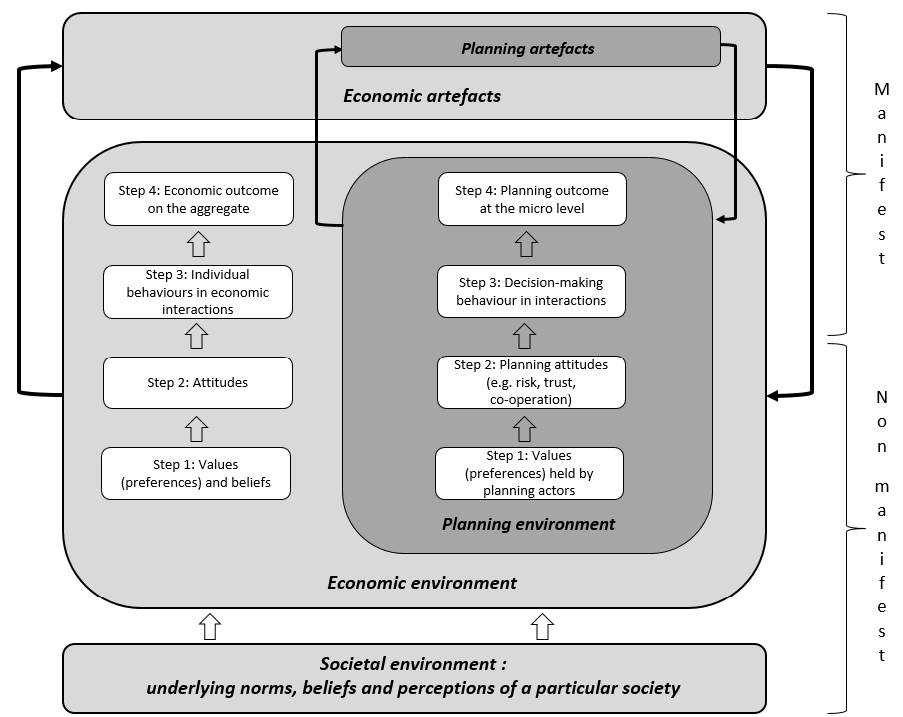 Planning artefacts
Economic artefacts
Step 4: Economic outcome
on the aggregate
Step 3: Individual
behaviours in economic
interactions
Step 2: Attitudes
Step 1: Values
(preferences) and beliefs
Step 4: Planning outcome
at the micro level
Step 3: Decision-making
behaviour in interactions
Step 2: Planning attitudes
(e.g. risk, trust,
co-operation)
Step 1: Values
(preferences) held by
planning actors
Planning environment
Economic environment
Societal environment :
underlying norms, beliefs and perceptions of a particular society
Manifest
Non manifest